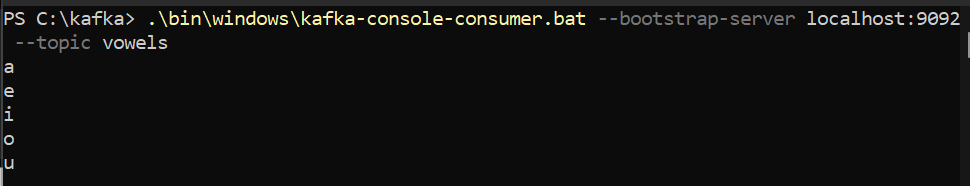 PS C:\kafka> .\bin\windows\kafka-console-consumer.bat --bootstrap-server localhost:9092
 --topic vowels
a
e
i
o
u